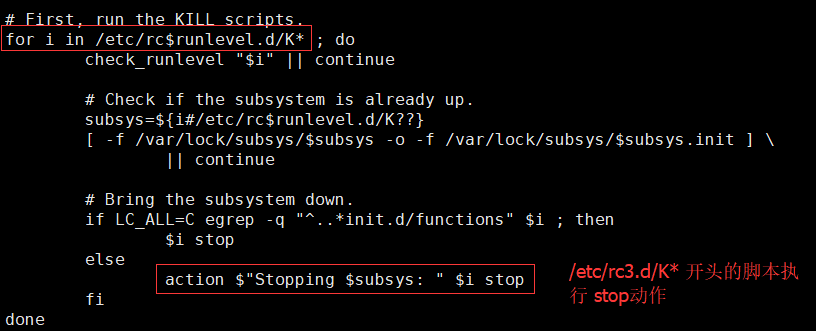 # First, run the KILL scripts.
for i in /etc/rc$runlevel.d/K* ; do
        check_runlevel "$i" || continue

        # Check if the subsystem is already up.
        subsys=${i#/etc/rc$runlevel.d/K??}
        [ -f /var/lock/subsys/$subsys -o -f /var/lock/subsys/$subsys.init ] \
                || continue

        # Bring the subsystem down.
        if LC_ALL=C egrep -q "^..*init.d/functions" $i ; then
                $i stop
        else
                action $"Stopping $subsys: " $i stop
        fi
done
/etc/rc3.d/K* 开头的脚本执
行 stop动作